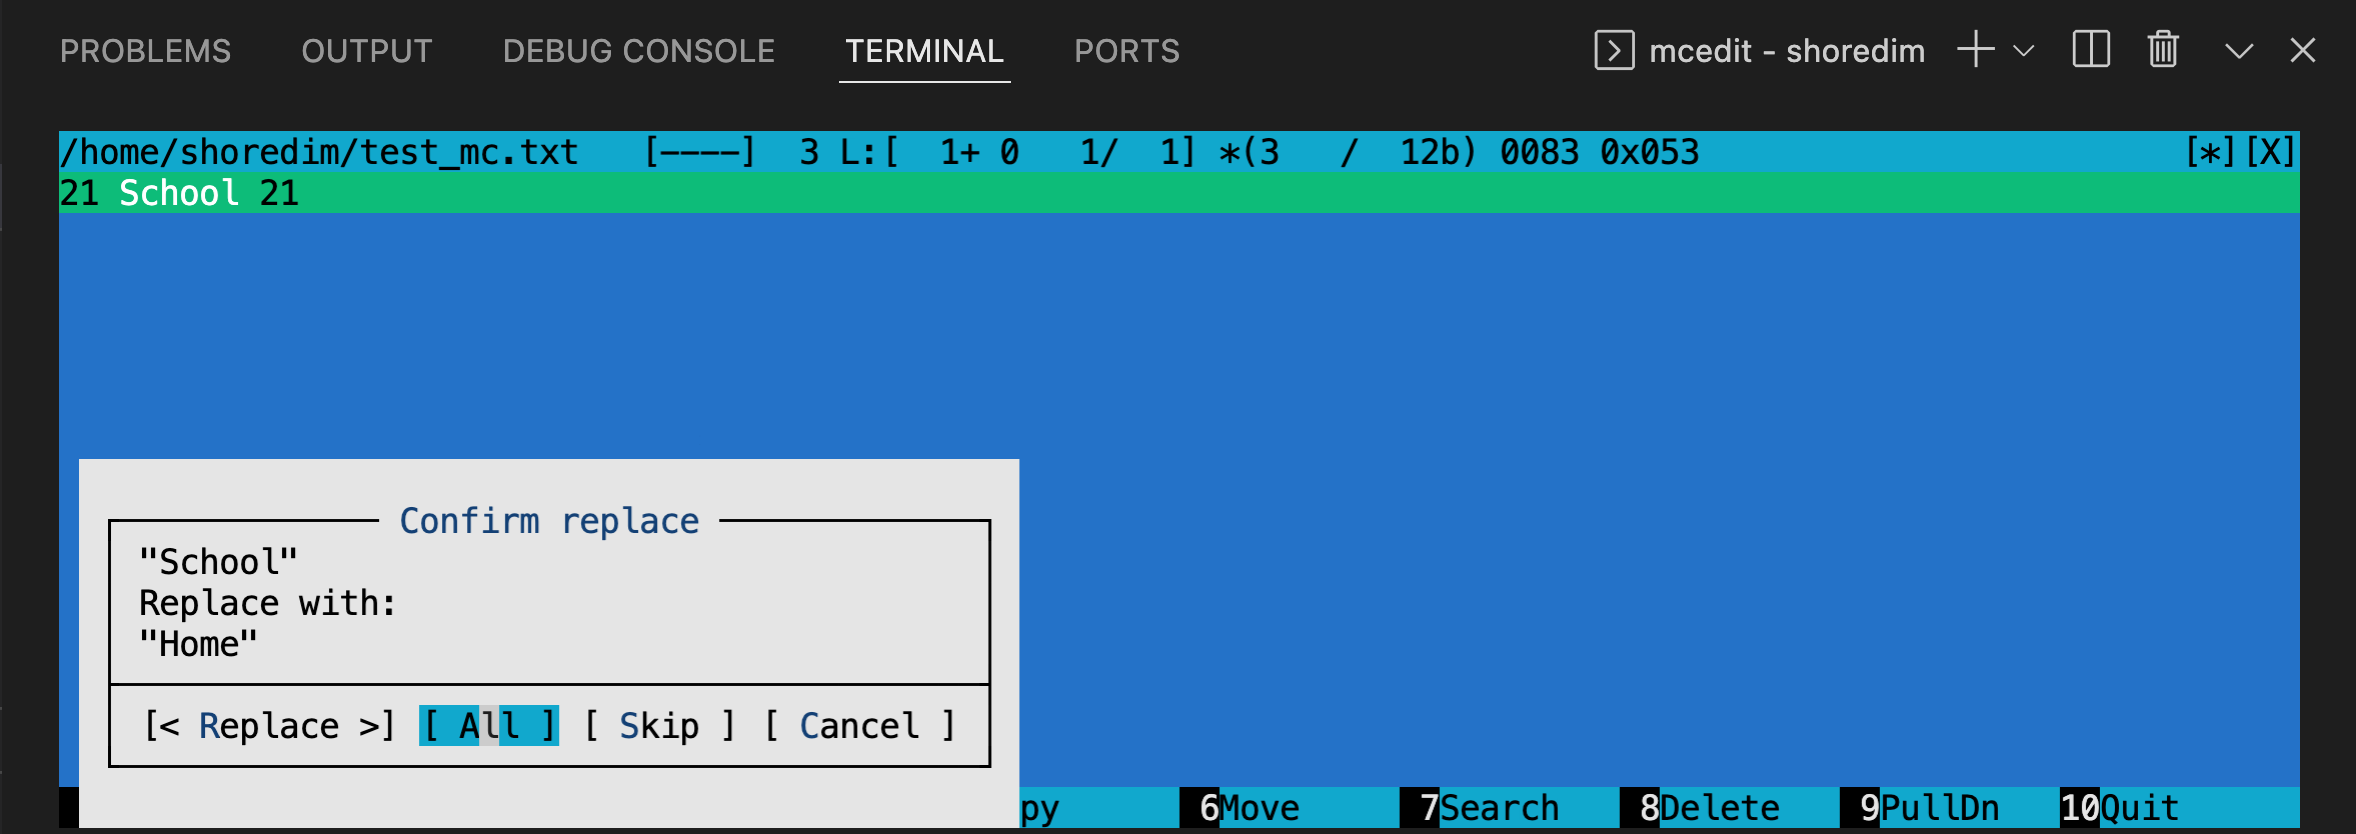 PROBLEMS OUTPUT DEBUG CONSOLE TERMINAL PORTS mcedit - shoredim
/home/shoredim/test_mc.txt [----] 3 L:[ 1+ 0 1/ 1] *(3 / 12b) 0083 0x053 [*][X]
21 School 21
Confirm replace
"School"
Replace with:
"Home"
[< Replace >] [ All ] [ Skip ] [ Cancel ]
py 6Move 7Search 8Delete 9PullDn 10Quit